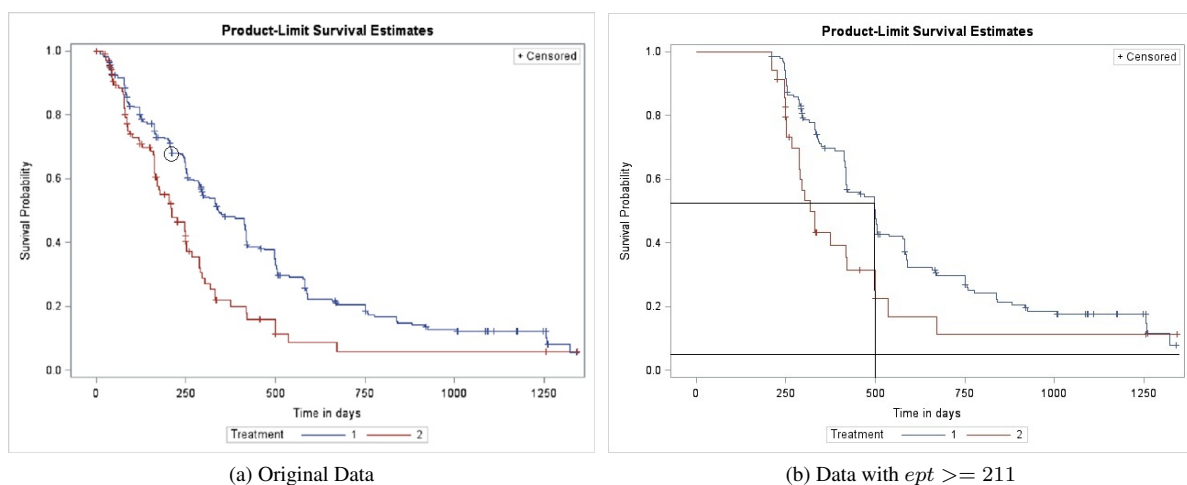 Product-Limit Survival Estimates
+ Censored
1.0
0.8
0.6
0.4
0.2
0.0
Survival Probability
0 250 500 750 1000 1250
Time in days
Treatment 1 2
(a) Original Data
Product-Limit Survival Estimates
+ Censored
1.0
0.8
0.6
0.4
0.2
0.0
Survival Probability
0 250 500 750 1000 1250
Time in days
Treatment 1 2
(b) Data with ept >= 211